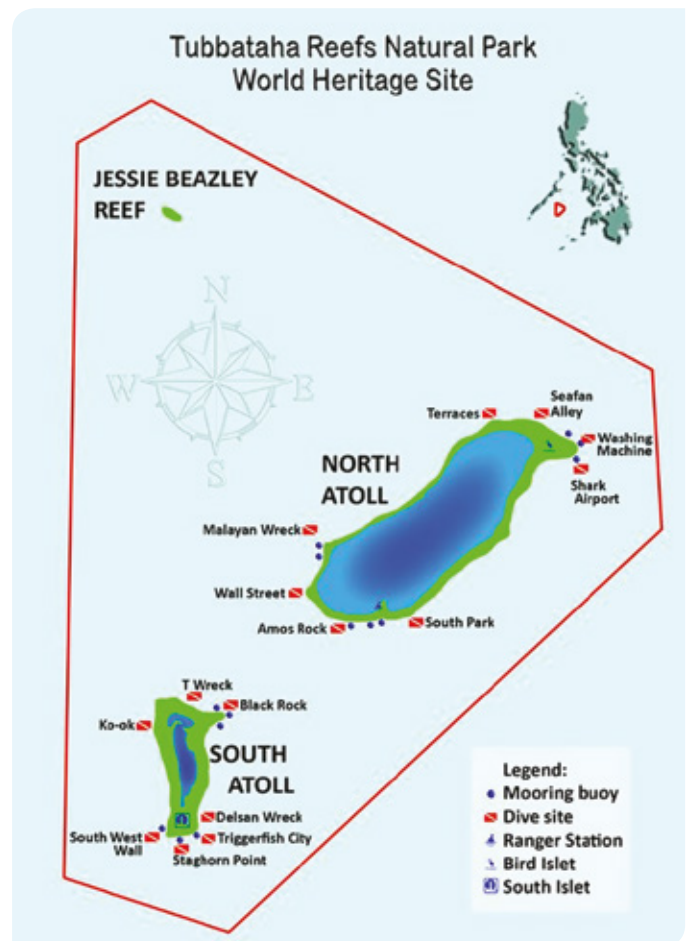 Tubbataha Reefs Natural Park
World Heritage Site
JESSIE BEAZLEY
REEF
N
W
E
S
Terraces
Seafan
Alley
Washing
Machine
Shark
Airport
NORTH
ATOLL
Malayan Wreck
Wall Street
Amos Rock
South Park
T Wreck
Black Rock
Ko-ok
SOUTH
ATOLL
Delsan Wreck
South West
Wall
Triggerfish City
Staghorn Point
Legend:
Mooring buoy
Dive site
Ranger Station
Bird Islet
South Islet